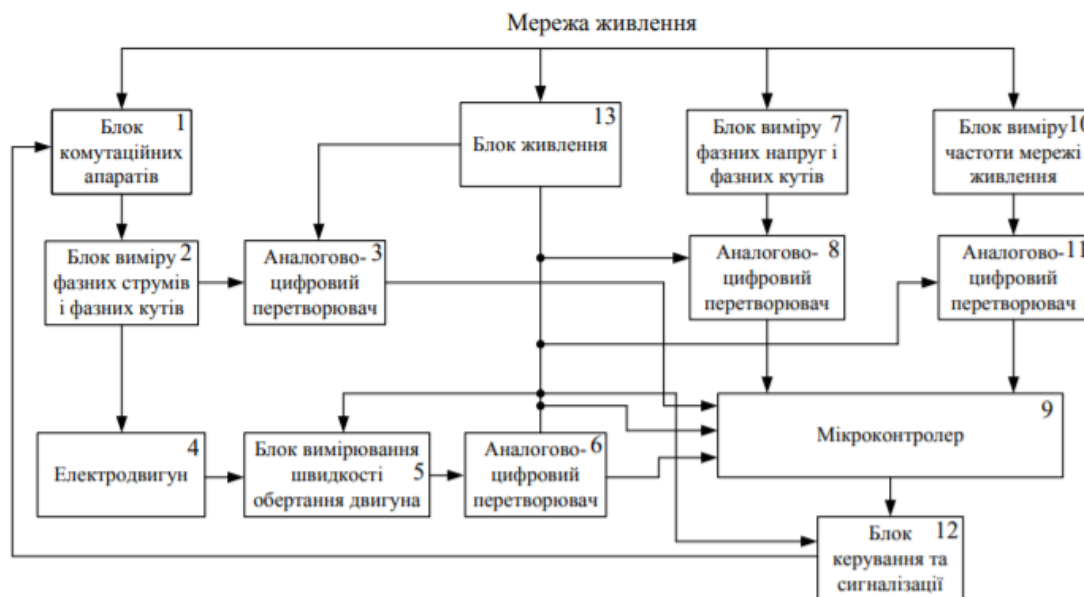 Мережа живлення
1
Блок
комутаційних
апаратів
13
Блок живлення
Блок виміру 7
фазних напруг і
фазних кутів
Блок виміру 10
частоти мережі
живлення
Блок виміру 2
фазних струмів
і фазних кутів
3
Аналогово-
цифровий
перетворювач
8
Аналогово-
цифровий
перетворювач
11
Аналогово-
цифровий
перетворювач
4
Електродвигун
Блок вимірювання
швидкості
обертання двигуна
5
6
Аналогово-
цифровий
перетворювач
9
Мікроконтролер
12
Блок
керування та
сигналізації